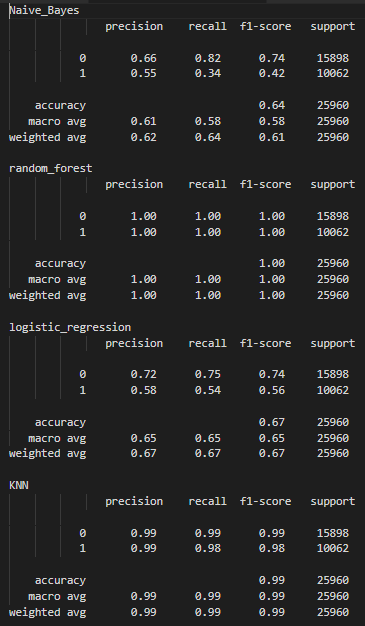 Naive_Bayes
precision recall f1-score support
0 0.66 0.82 0.74 15898
1 0.55 0.34 0.42 10062
accuracy 0.64 25960
macro avg 0.61 0.58 0.58 25960
weighted avg 0.62 0.64 0.61 25960
random_forest
precision recall f1-score support
0 1.00 1.00 1.00 15898
1 1.00 1.00 1.00 10062
accuracy 1.00 25960
macro avg 1.00 1.00 1.00 25960
weighted avg 1.00 1.00 1.00 25960
logistic_regression
precision recall f1-score support
0 0.72 0.75 0.74 15898
1 0.58 0.54 0.56 10062
accuracy 0.67 25960
macro avg 0.65 0.65 0.65 25960
weighted avg 0.67 0.67 0.67 25960
KNN
precision recall f1-score support
0 0.99 0.99 0.99 15898
1 0.99 0.98 0.98 10062
accuracy 0.99 25960
macro avg 0.99 0.99 0.99 25960
weighted avg 0.99 0.99 0.99 25960